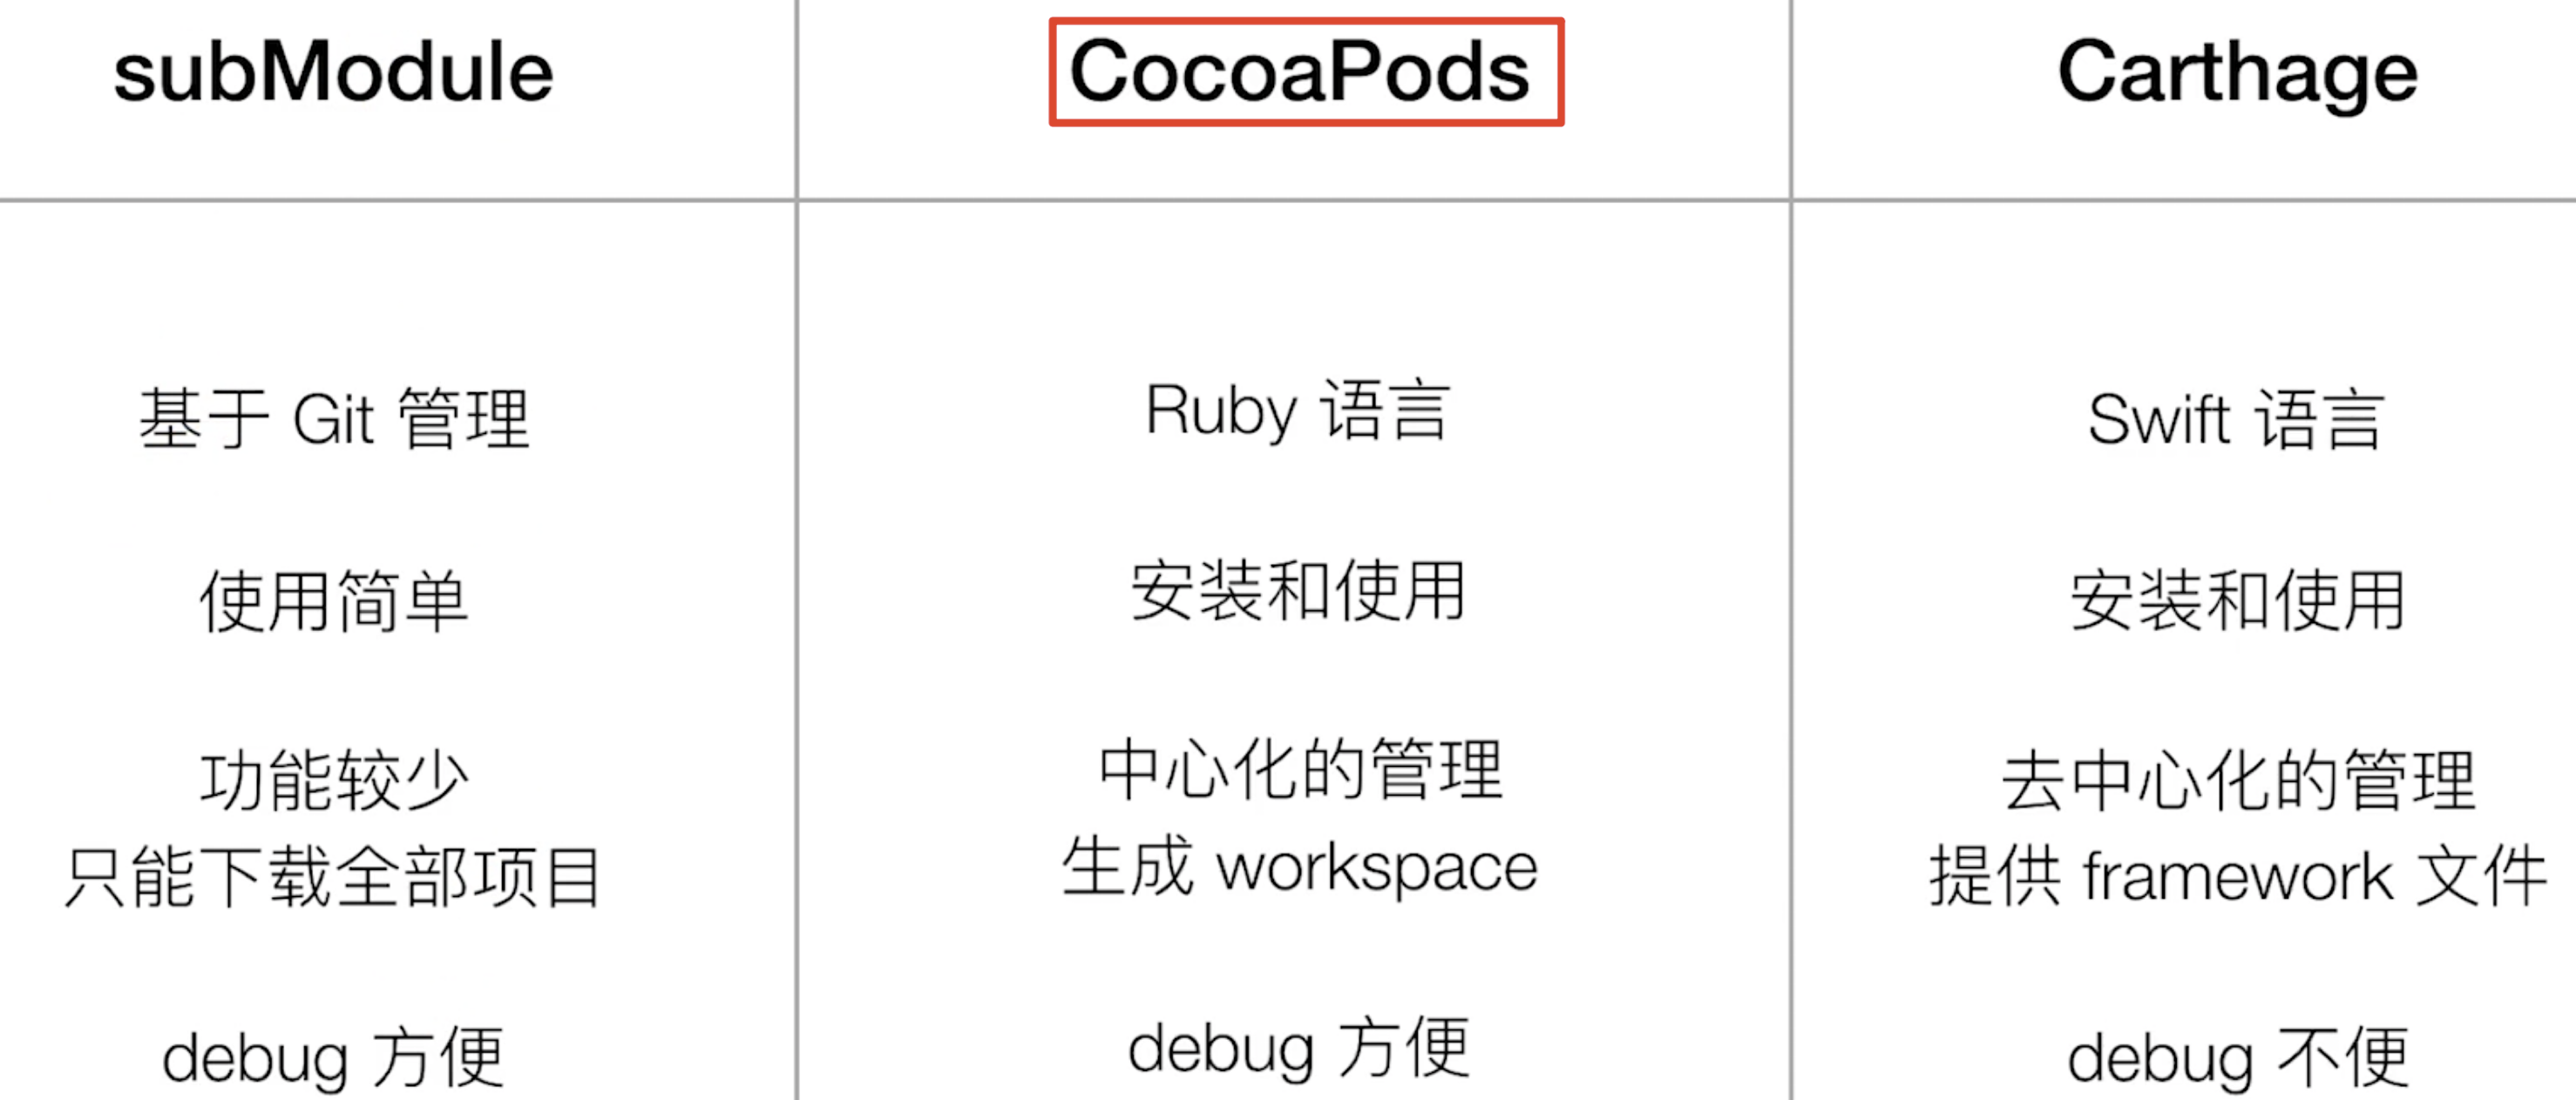 subModule
CocoaPods
Carthage
基于 Git 管理
Ruby 语言
Swift 语言
使用简单
安装和使用
安装和使用
功能较少
中心化的管理
去中心化的管理
只能下载全部项目
生成 workspace
提供 framework 文件
debug 方便
debug 方便
debug 不便